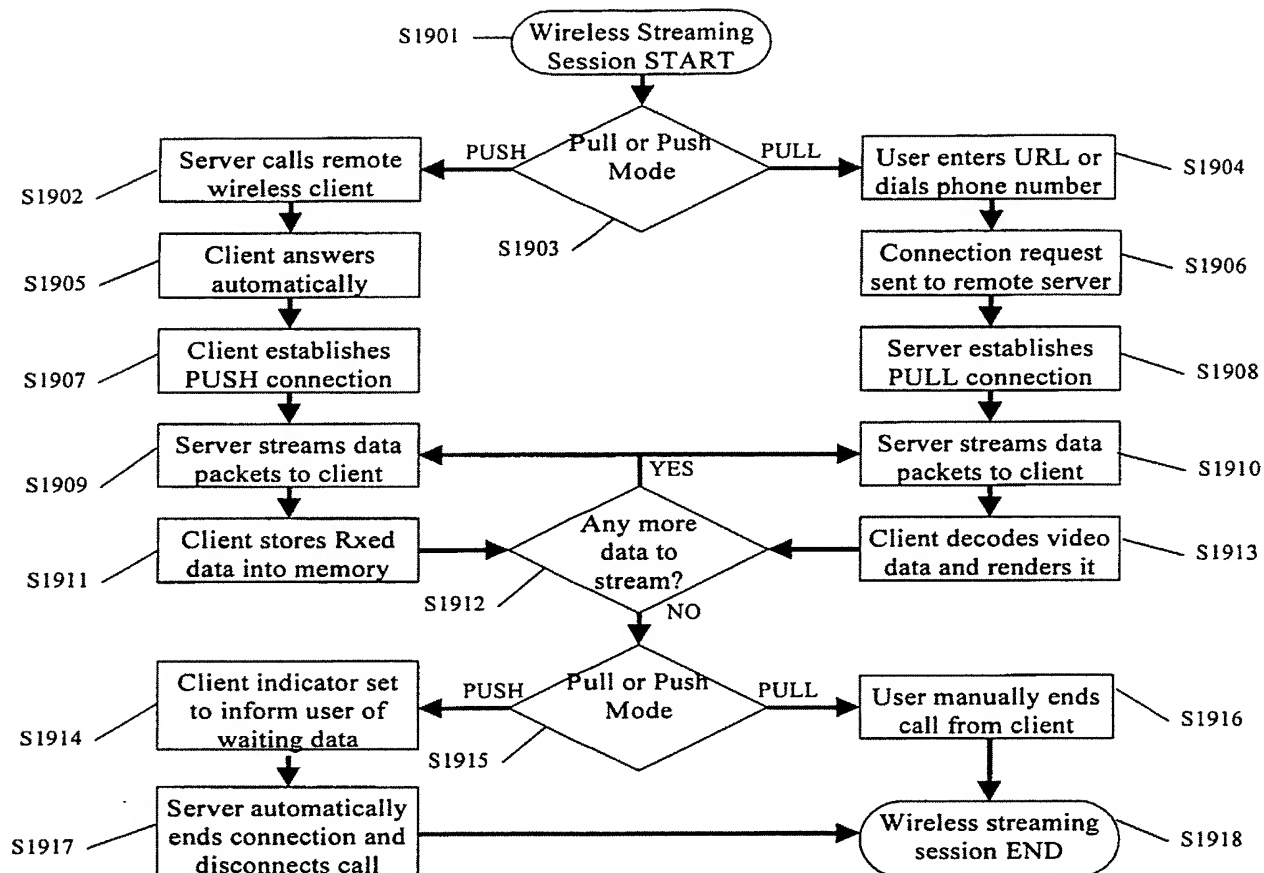 S1901
Wireless Streaming
Session START
Pull or Push
Mode
PUSH
PULL
S1903
S1902
Server calls remote
wireless client
User enters URL or
dials phone number
S1904
S1905
Client answers
automatically
Connection request
sent to remote server
S1906
S1907
Client establishes
PUSH connection
Server establishes
PULL connection
S1908
S1909
Server streams data
packets to client
YES
Server streams data
packets to client
S1910
S1911
Client stores Rxed
data into memory
Any more
data to
stream?
S1912
NO
Client decodes video
data and renders it
S1913
S1914
Client indicator set
to inform user of
waiting data
PUSH
Pull or Push
Mode
PULL
S1915
User manually ends
call from client
S1916
S1917
Server automatically
ends connection and
disconnects call
Wireless streaming
session END
S1918